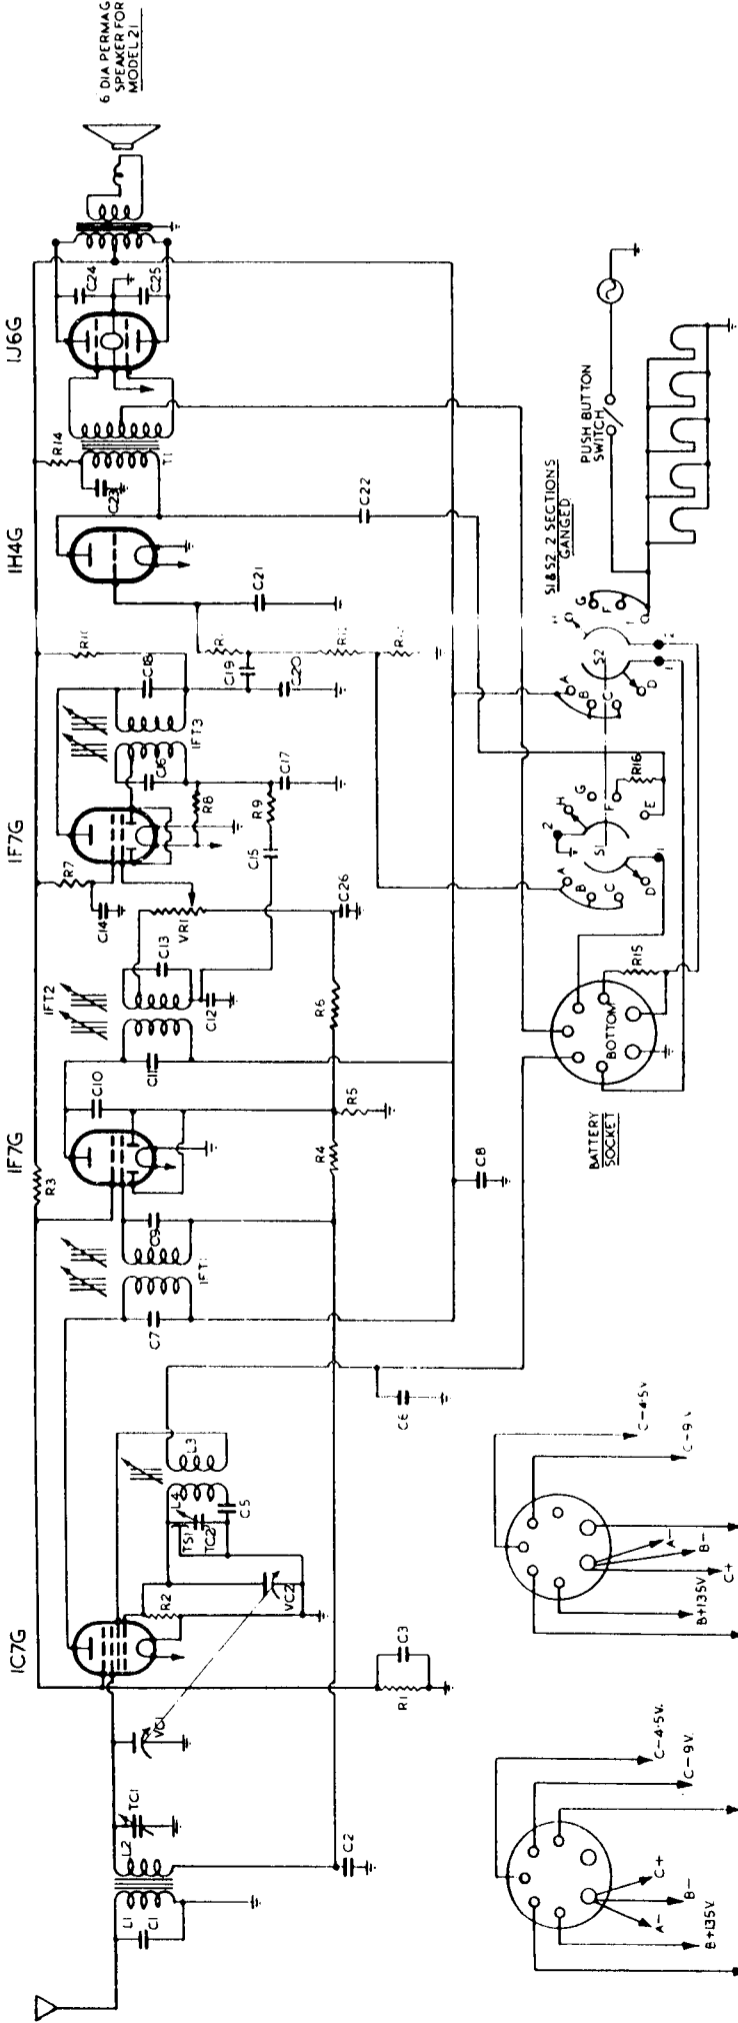 6 DIA PERMAG
SPEAKER FOR
MODEL 21
1J6G
1H4G
1F7G
1F7G
1C7G
C24
C25
R14
T1
C23
C22
C21
C18
IFT3
C16
C19
C20
R8
R9
C17
C15
R7
C14
VR1
C26
IFT2
C13
C12
C11
R6
C10
R5
R4
R3
C9
IFT1
C7
C8
C6
L3
L4
TS1
TC2
C5
R2
VC2
C3
R1
VC1
TC1
L2
L1
C1
C2
PUSH BUTTON
SWITCH
S1 & S2 2 SECTIONS
GANGED
H
G
F
S2
2
1
A
B
C
D
R16
G
F
E
H
2
S1
A
B
C
D
1
R15
BOTTOM
BATTERY
SOCKET
C-4·5V
C-9V
A-
B-
C+
B+135V
C-4·5V.
C-9V.
C+
B-
A-
B+135V